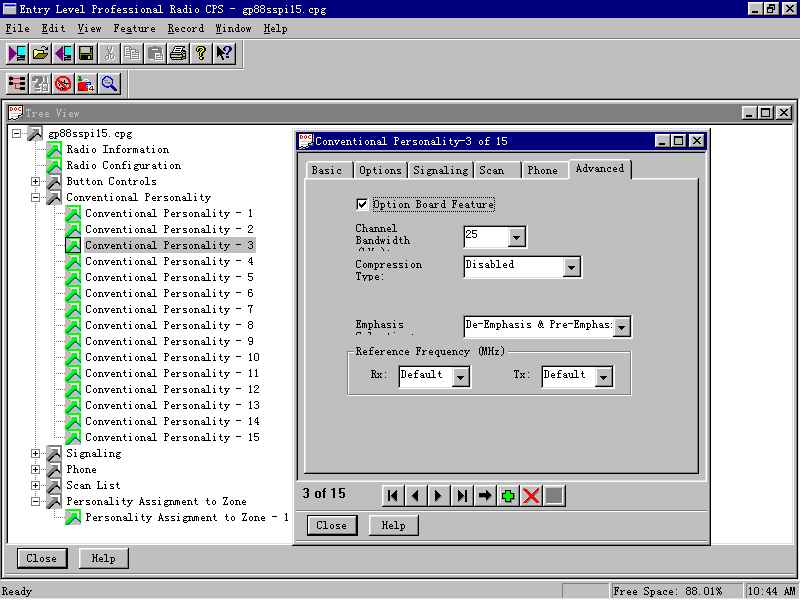 Entry Level Professional Radio CPS - gp88sspi15.cpg
File Edit View Feature Record Window Help
Tree View
gp88sspi15.cpg
Radio Information
Radio Configuration
Button Controls
Conventional Personality
Conventional Personality - 1
Conventional Personality - 2
Conventional Personality - 3
Conventional Personality - 4
Conventional Personality - 5
Conventional Personality - 6
Conventional Personality - 7
Conventional Personality - 8
Conventional Personality - 9
Conventional Personality - 10
Conventional Personality - 11
Conventional Personality - 12
Conventional Personality - 13
Conventional Personality - 14
Conventional Personality - 15
Signaling
Phone
Scan List
Personality Assignment to Zone
Personality Assignment to Zone - 1
Close Help
Conventional Personality-3 of 15
Basic Options Signaling Scan Phone Advanced
Option Board Feature
Channel
Bandwidth
25
Compression
Type:
Disabled
Emphasis
De-Emphasis & Pre-Emphas:
Reference Frequency (MHz)
Rx: Default Tx: Default
3 of 15
Close Help
Ready Free Space: 88.01% 10:44 AM